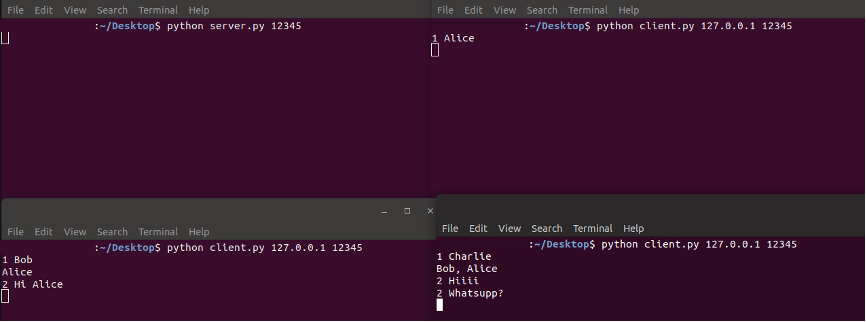 File Edit View Search Terminal Help
:~/Desktop$ python server.py 12345
File Edit View Search Terminal Help
:~/Desktop$ python client.py 127.0.0.1 12345
1 Alice
File Edit View Search Terminal Help
:~/Desktop$ python client.py 127.0.0.1 12345
1 Bob
Alice
2 Hi Alice
File Edit View Search Terminal Help
:~/Desktop$ python client.py 127.0.0.1 12345
1 Charlie
Bob, Alice
2 Hiiii
2 Whatsupp?